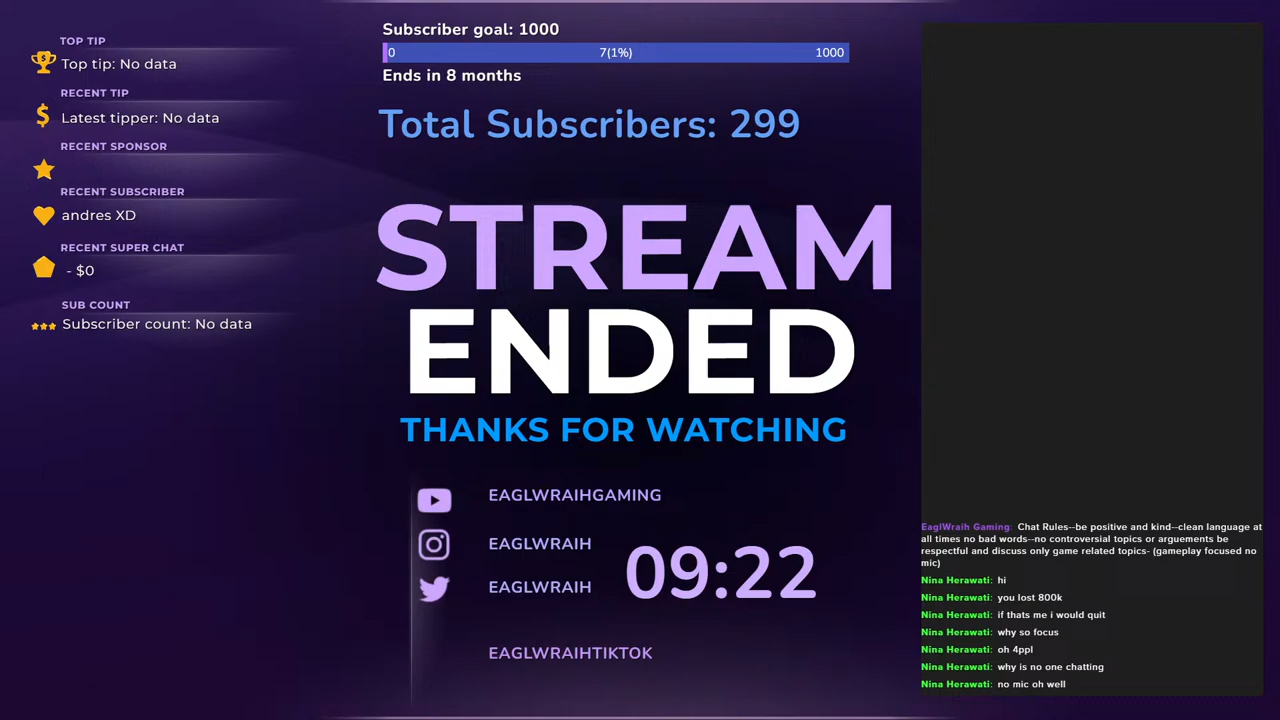 TOP TIP
Top tip: No data
RECENT TIP
Latest tipper: No data
RECENT SPONSOR
RECENT SUBSCRIBER
andres XD
RECENT SUPER CHAT
- $0
SUB COUNT
Subscriber count: No data
Subscriber goal: 1000
0 7(1%) 1000
Ends in 8 months
Total Subscribers: 299
STREAM
ENDED
THANKS FOR WATCHING
EAGLWRAIHGAMING
EAGLWRAIH
EAGLWRAIH
09:22
EAGLWRAIHTIKTOK
EaglWraih Gaming: Chat Rules--be positive and kind--clean language at
all times no bad words--no controversial topics or arguements be
respectful and discuss only game related topics- (gameplay focused no
mic)
Nina Herawati: hi
Nina Herawati: you lost 800k
Nina Herawati: if thats me i would quit
Nina Herawati: why so focus
Nina Herawati: oh 4ppl
Nina Herawati: why is no one chatting
Nina Herawati: no mic oh well